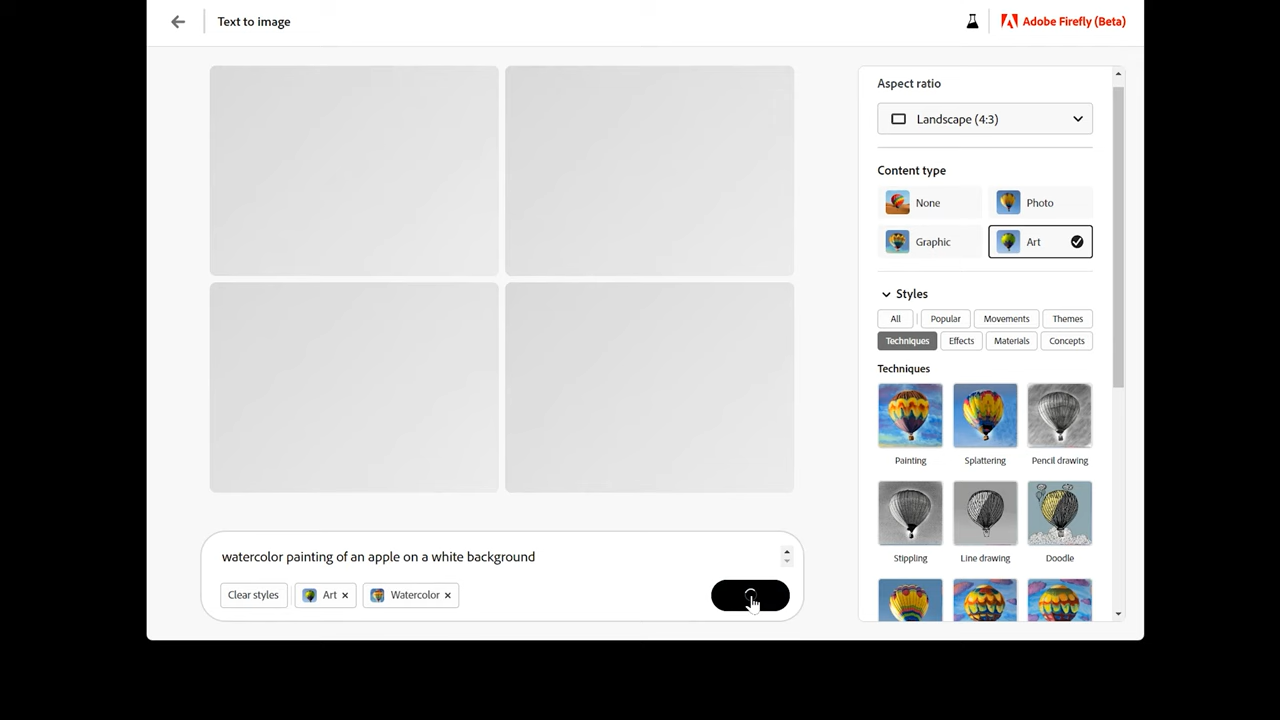 Text to image
Adobe Firefly (Beta)
Aspect ratio
Landscape (4:3)
Content type
None
Photo
Graphic
Art
Styles
All
Popular
Movements
Themes
Techniques
Effects
Materials
Concepts
Techniques
Painting
Splattering
Pencil drawing
Stippling
Line drawing
Doodle
watercolor painting of an apple on a white background
Clear styles
Art ×
Watercolor ×